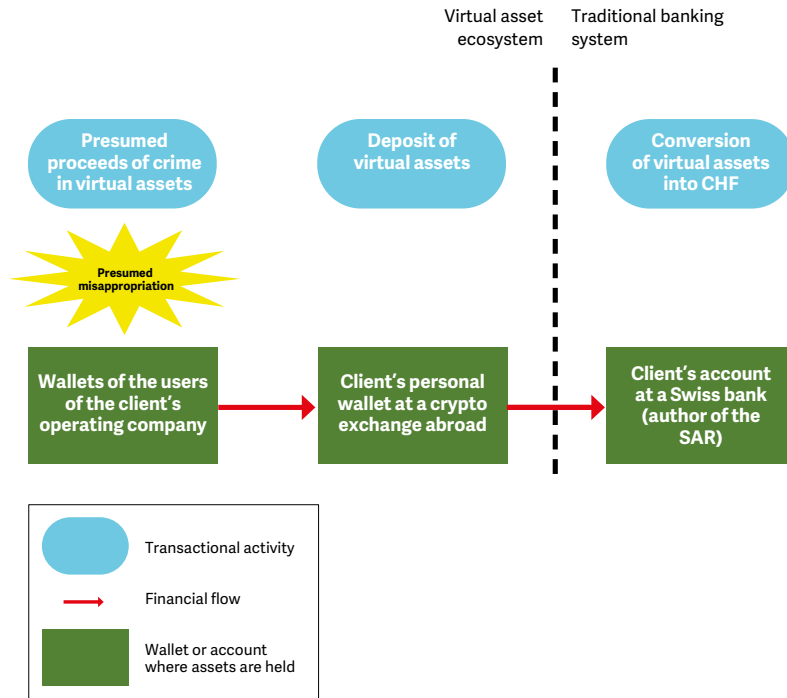 Virtual asset
ecosystem
Traditional banking
system
Presumed
proceeds of crime
in virtual assets
Deposit of
virtual assets
Conversion
of virtual assets
into CHF
Presumed
misappropriation
Wallets of the users
of the client's
operating company
Client's personal
wallet at a crypto
exchange abroad
Client's account
at a Swiss bank
(author of the
SAR)
Transactional activity
Financial flow
Wallet or account
where assets are held